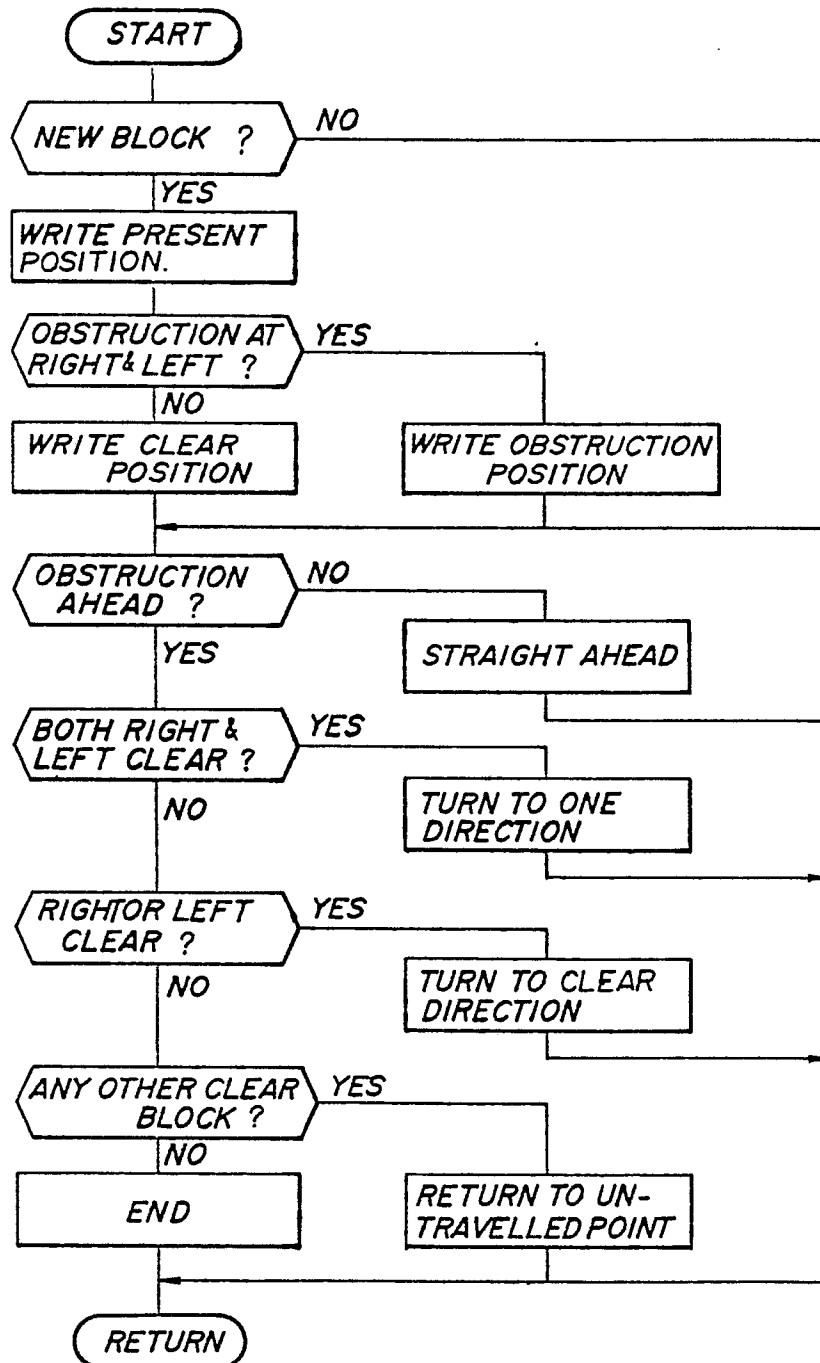 START
NEW BLOCK ?
NO
YES
WRITE PRESENT
POSITION.
OBSTRUCTION AT
RIGHT & LEFT ?
YES
NO
WRITE CLEAR
POSITION
WRITE OBSTRUCTION
POSITION
OBSTRUCTION
AHEAD ?
NO
YES
STRAIGHT AHEAD
BOTH RIGHT &
LEFT CLEAR ?
YES
NO
TURN TO ONE
DIRECTION
RIGHT OR LEFT
CLEAR ?
YES
NO
TURN TO CLEAR
DIRECTION
ANY OTHER CLEAR
BLOCK ?
YES
NO
END
RETURN TO UN-
TRAVELLED POINT
RETURN